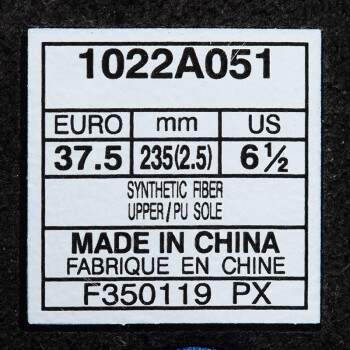 1022A051
EURO mm US
37.5 235(2.5) 6½
SYNTHETIC FIBER
UPPER/PU SOLE
MADE IN CHINA
FABRIQUE EN CHINE
F350119 PX